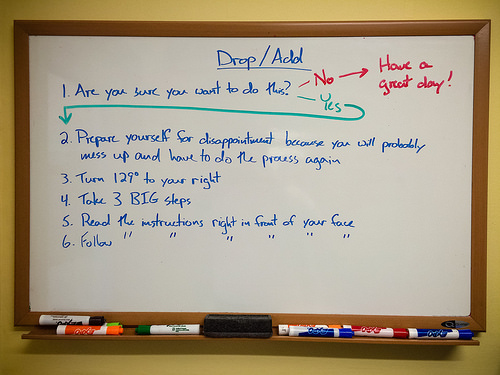 Drop/Add
1. Are you sure you want to do this? No → Have a great day!
Yes
2. Prepare yourself for disappointment because you will probably
mess up and have to do the process again
3. Turn 129° to your right
4. Take 3 BIG steps
5. Read the instructions right in front of your face
6. Follow " " " " " "